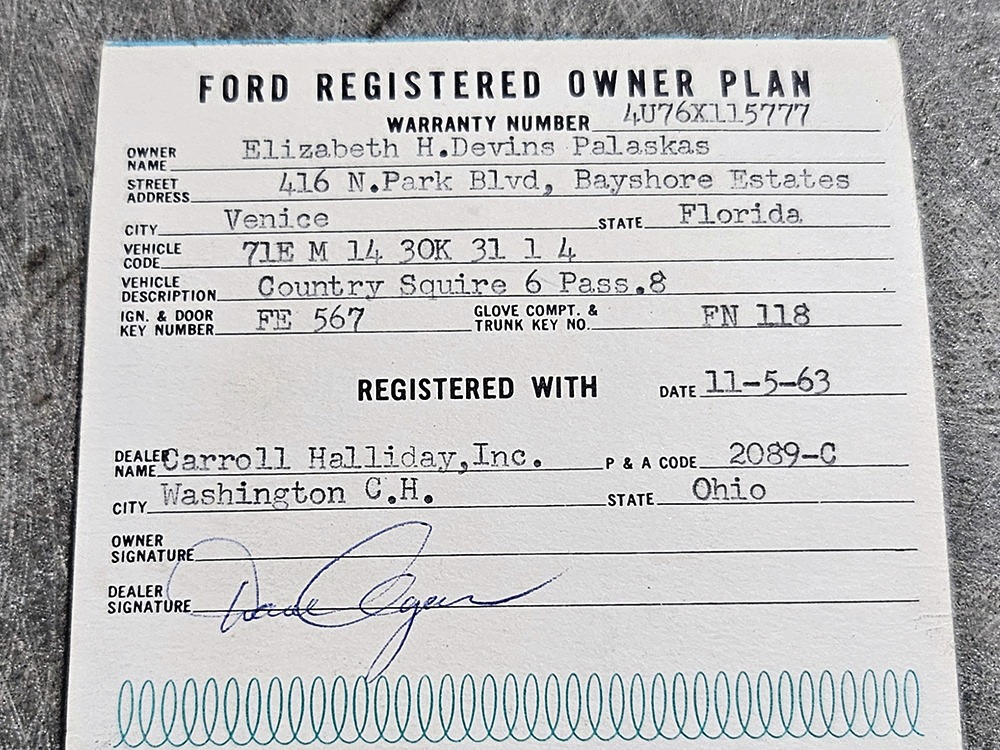 FORD REGISTERED OWNER PLAN
WARRANTY NUMBER 4U76X115777
OWNER NAME Elizabeth H.Devins Palaskas
STREET ADDRESS 416 N.Park Blvd, Bayshore Estates
CITY Venice STATE Florida
VEHICLE CODE 71E M 14 30K 31 1 4
VEHICLE DESCRIPTION Country Squire 6 Pass.8
IGN. & DOOR KEY NUMBER FE 567 GLOVE COMPT. & TRUNK KEY NO. FN 118
REGISTERED WITH DATE 11-5-63
DEALER NAME Carroll Halliday,Inc. P & A CODE 2089-C
CITY Washington C.H. STATE Ohio
OWNER SIGNATURE
DEALER SIGNATURE